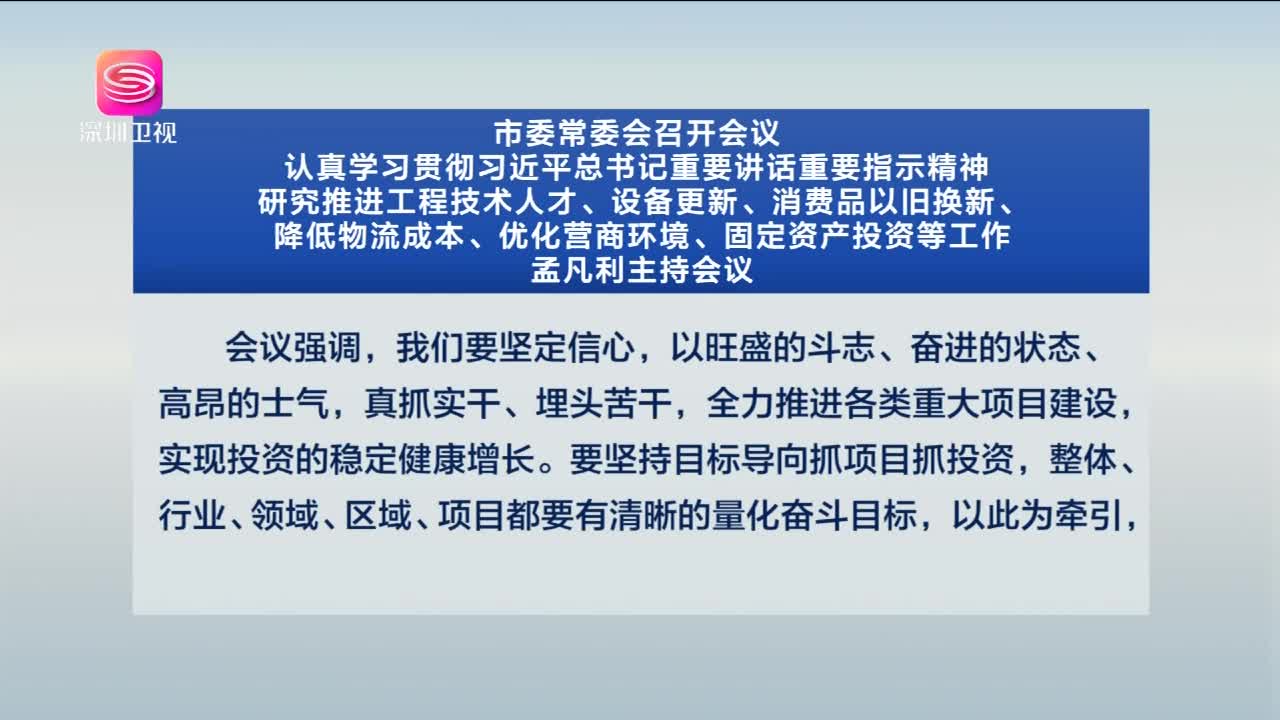 深圳卫视
市委常委会召开会议
认真学习贯彻习近平总书记重要讲话重要指示精神
研究推进工程技术人才、设备更新、消费品以旧换新、
降低物流成本、优化营商环境、固定资产投资等工作
孟凡利主持会议
会议强调，我们要坚定信心，以旺盛的斗志、奋进的状态、
高昂的士气，真抓实干、埋头苦干，全力推进各类重大项目建设，
实现投资的稳定健康增长。要坚持目标导向抓项目抓投资，整体、
行业、领域、区域、项目都要有清晰的量化奋斗目标，以此为牵引，